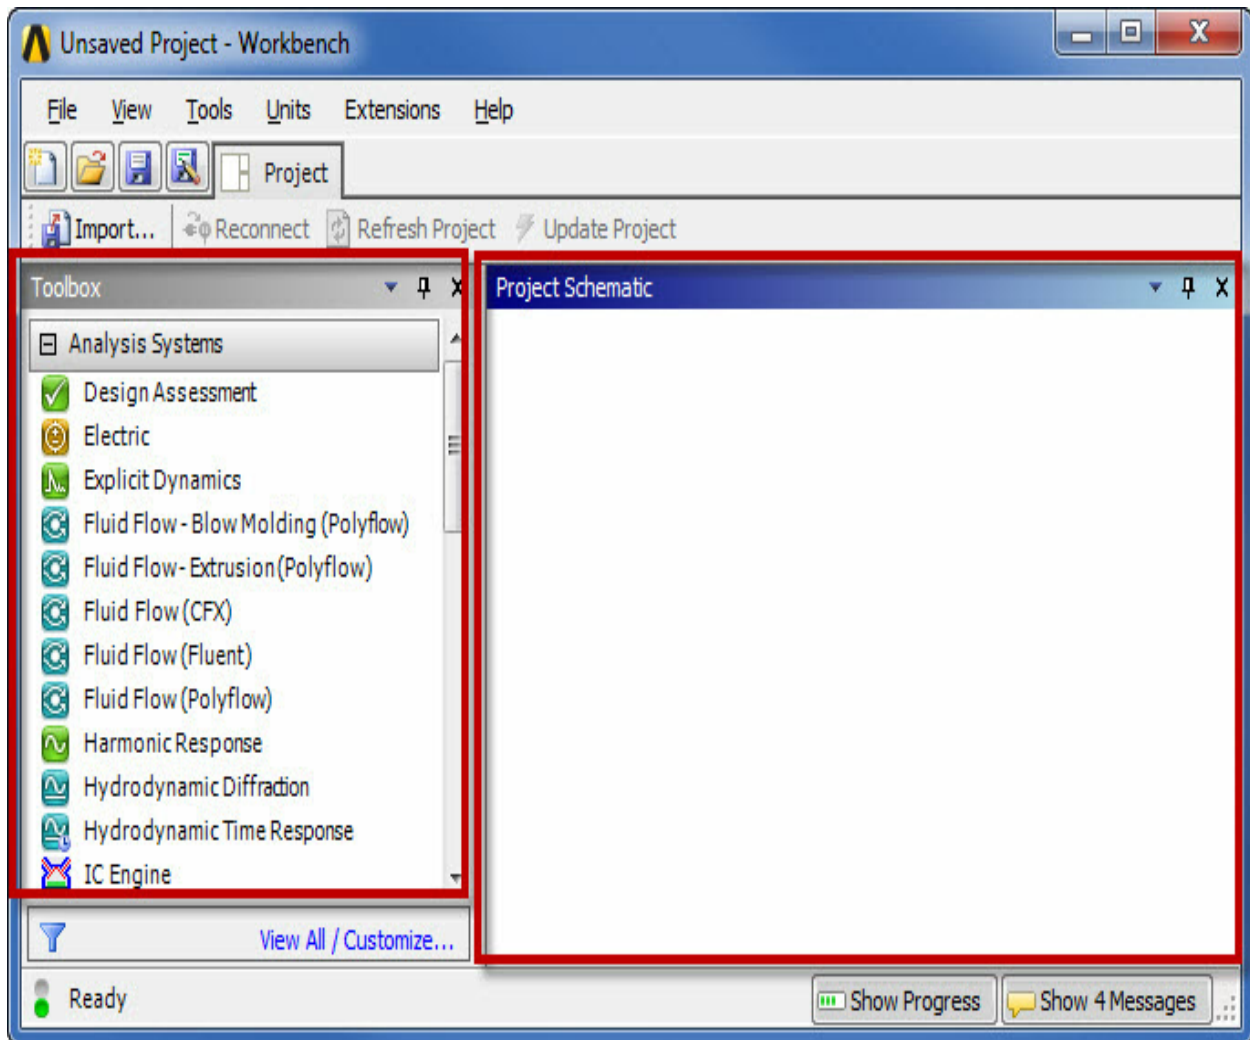 Unsaved Project - Workbench
File View Tools Units Extensions Help
Project
Import... Reconnect Refresh Project Update Project
Toolbox
Project Schematic
Analysis Systems
Design Assessment
Electric
Explicit Dynamics
Fluid Flow - Blow Molding (Polyflow)
Fluid Flow - Extrusion (Polyflow)
Fluid Flow (CFX)
Fluid Flow (Fluent)
Fluid Flow (Polyflow)
Harmonic Response
Hydrodynamic Diffraction
Hydrodynamic Time Response
IC Engine
View All / Customize...
Ready
Show Progress
Show 4 Messages